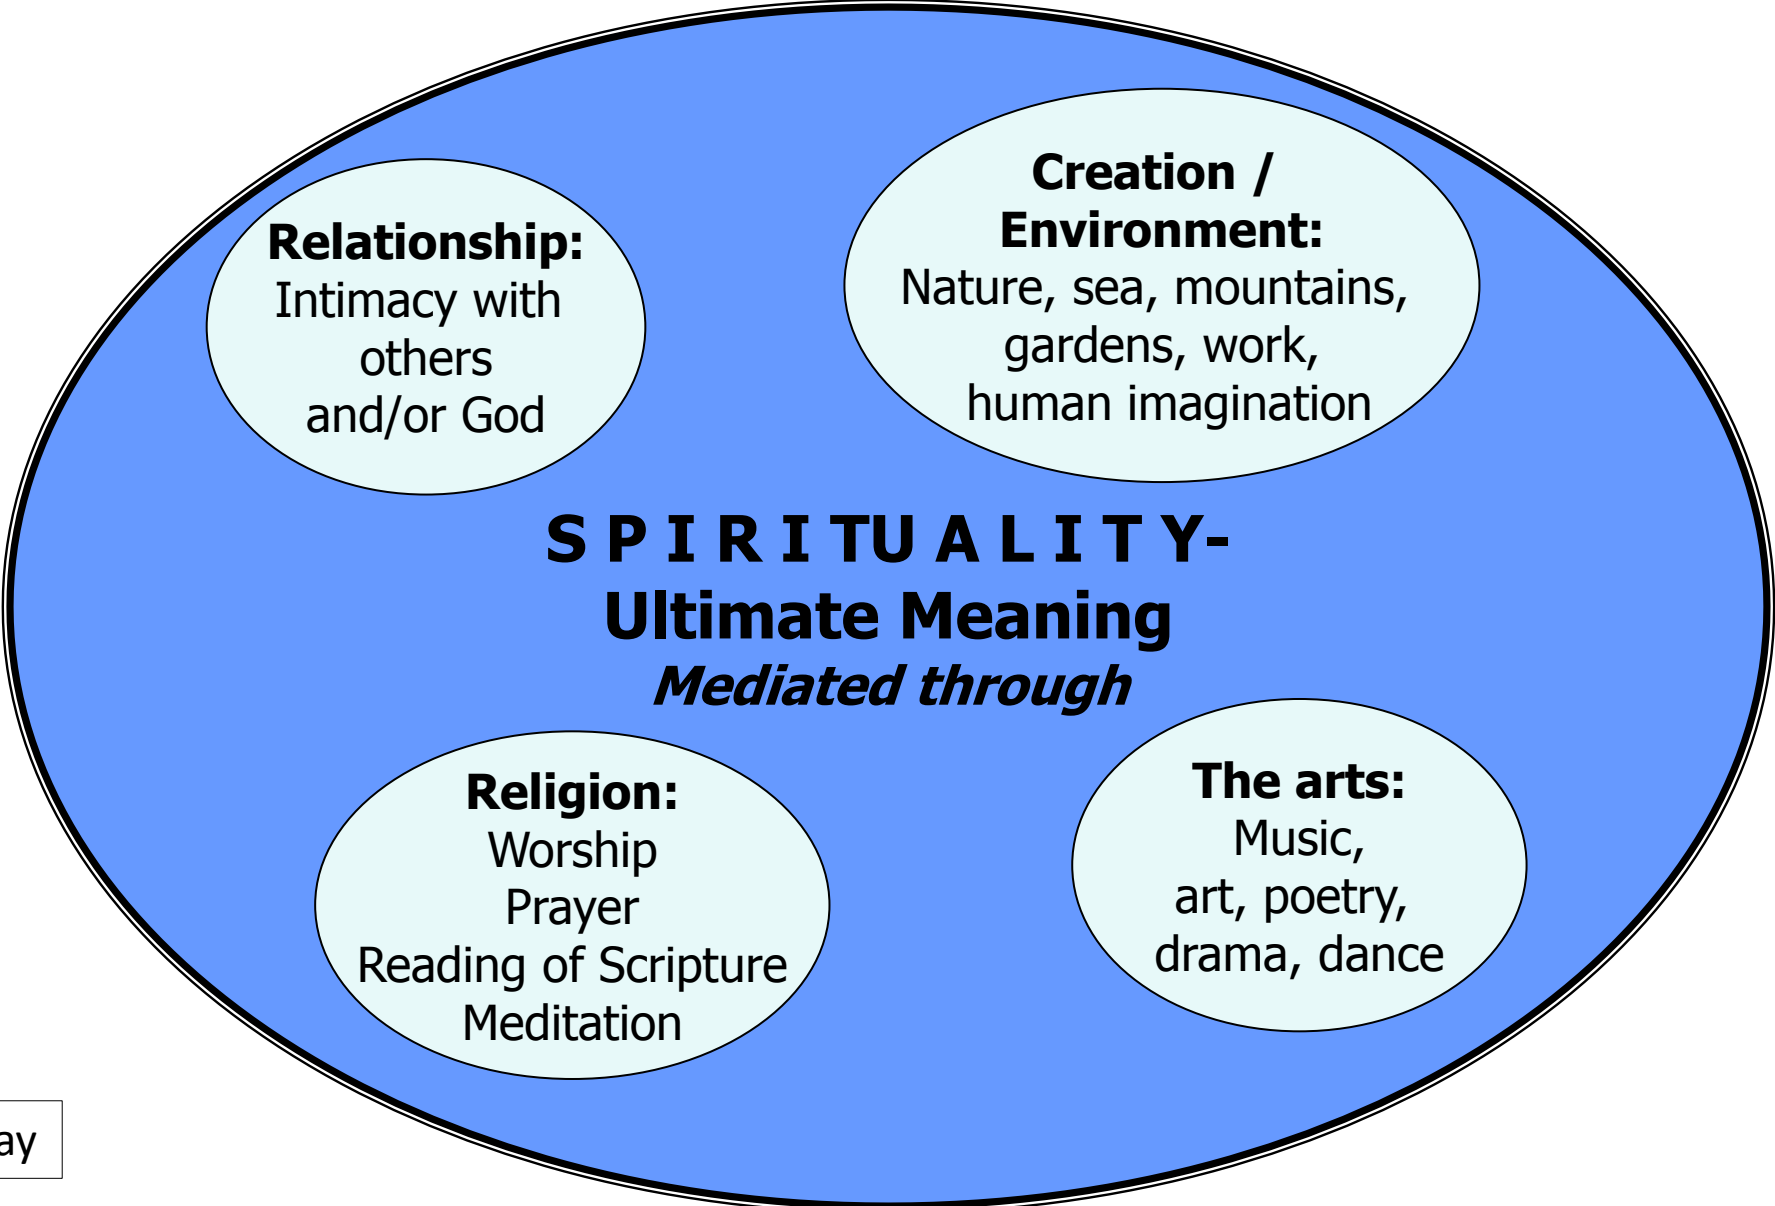 Relationship:
Intimacy with
others
and/or God
Creation /
Environment:
Nature, sea, mountains,
gardens, work,
human imagination
S P I R I TU A L I T Y-
Ultimate Meaning
Mediated through
Religion:
Worship
Prayer
Reading of Scripture
Meditation
The arts:
Music,
art, poetry,
drama, dance